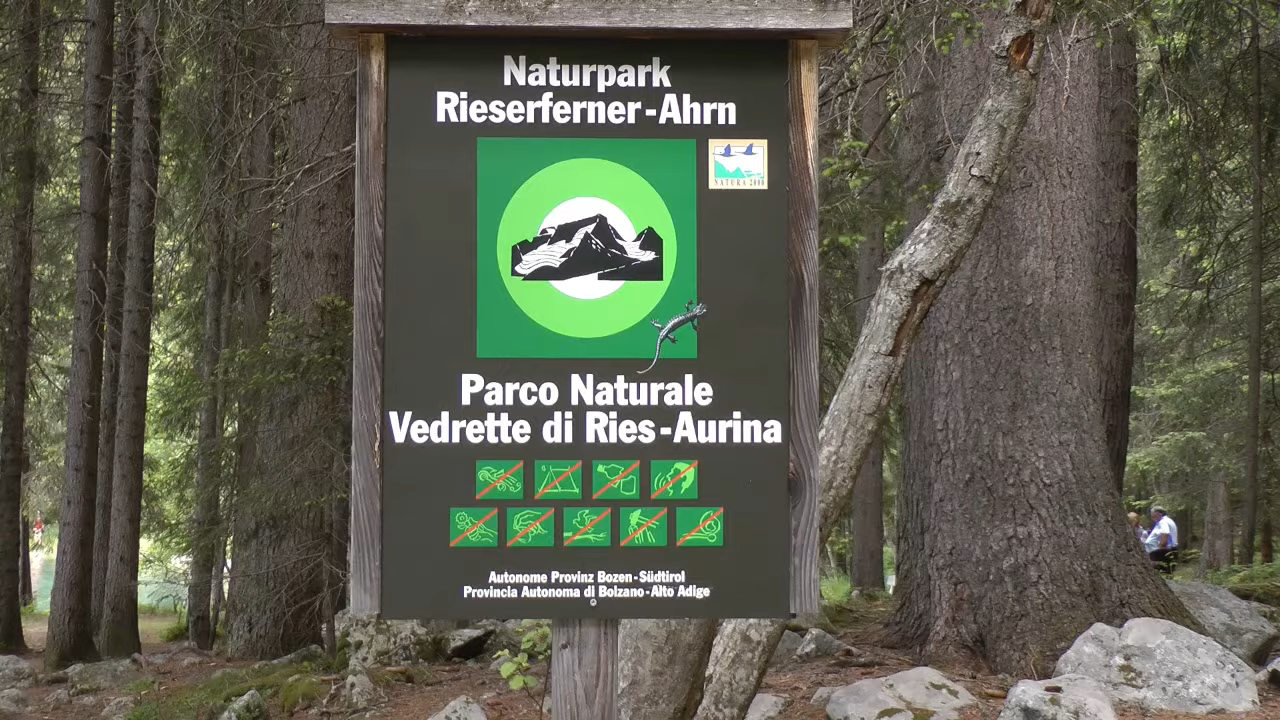 Naturpark
Rieserferner-Ahrn
NATURA 2000
Parco Naturale
Vedrette di Ries-Aurina
Autonome Provinz Bozen-Südtirol
Provincia Autonoma di Bolzano-Alto Adige